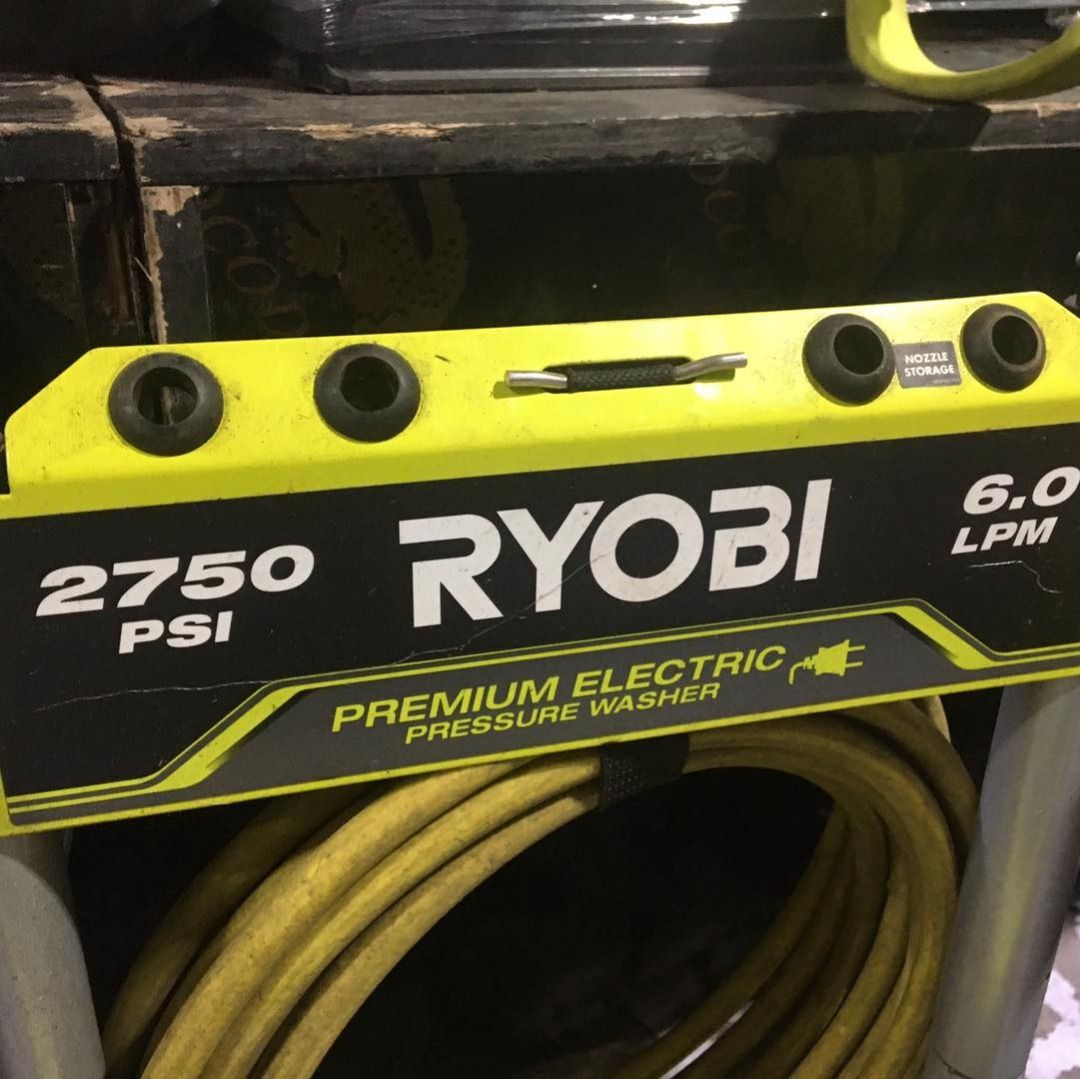 NOZZLE
STORAGE
2750
PSI
RYOBI
6.0
LPM
PREMIUM ELECTRIC
PRESSURE WASHER